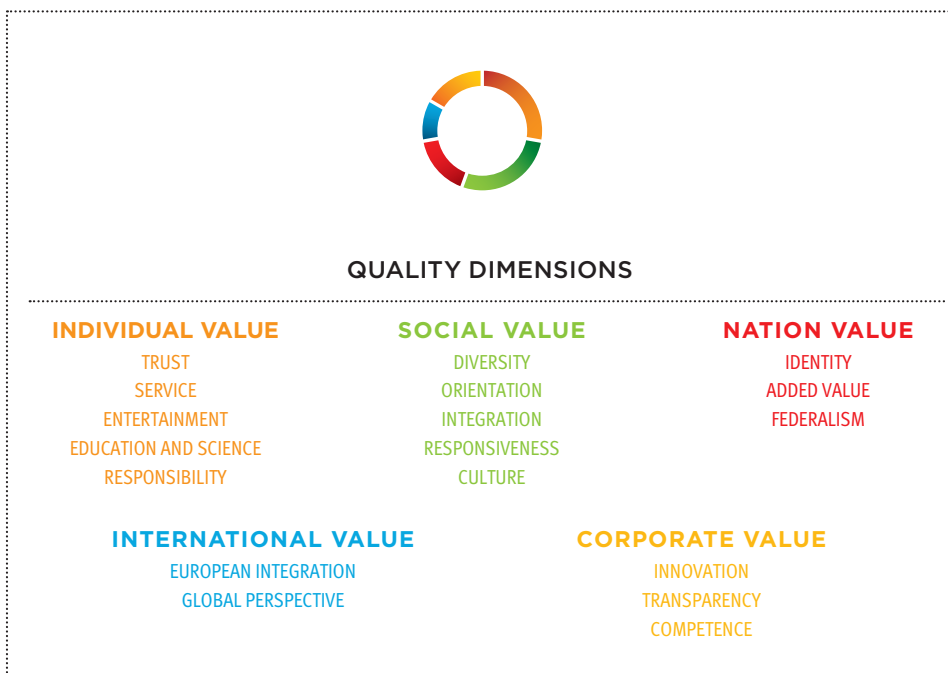 QUALITY DIMENSIONS
INDIVIDUAL VALUE
TRUST
SERVICE
ENTERTAINMENT
EDUCATION AND SCIENCE
RESPONSIBILITY
SOCIAL VALUE
DIVERSITY
ORIENTATION
INTEGRATION
RESPONSIVENESS
CULTURE
NATION VALUE
IDENTITY
ADDED VALUE
FEDERALISM
INTERNATIONAL VALUE
EUROPEAN INTEGRATION
GLOBAL PERSPECTIVE
CORPORATE VALUE
INNOVATION
TRANSPARENCY
COMPETENCE